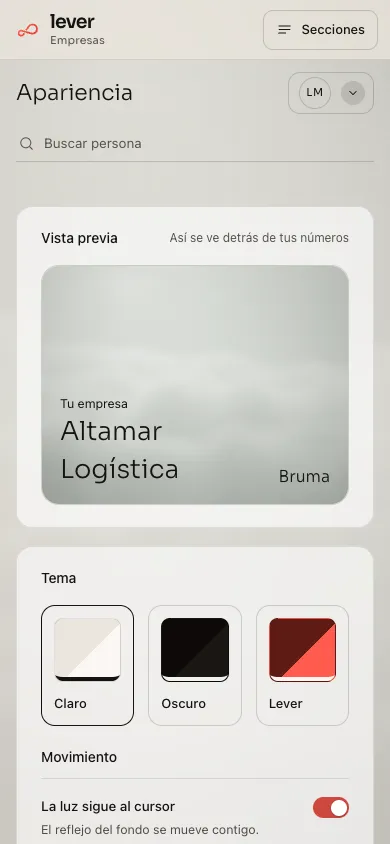 lever
Empresas
Secciones
Apariencia
LM
Buscar persona
Vista previa
Así se ve detrás de tus números
Tu empresa
Altamar
Logística
Bruma
Tema
Claro
Oscuro
Lever
Movimiento
La luz sigue al cursor
El reflejo del fondo se mueve contigo.